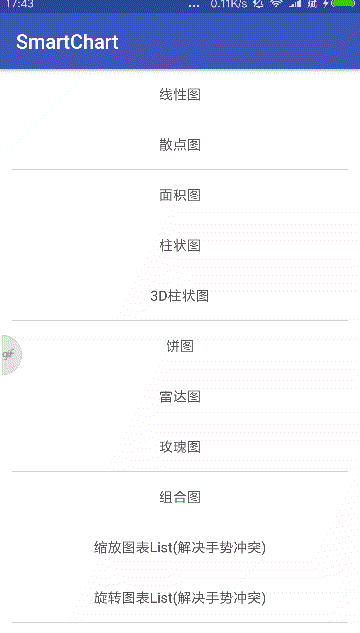 17:43
... 0.11K/s
SmartChart
线性图
散点图
面积图
柱状图
3D柱状图
饼图
富达图
玫瑰图
组合图
缩放图表List(解决手势冲突)
旋转图表List(解决手势冲突)
gif